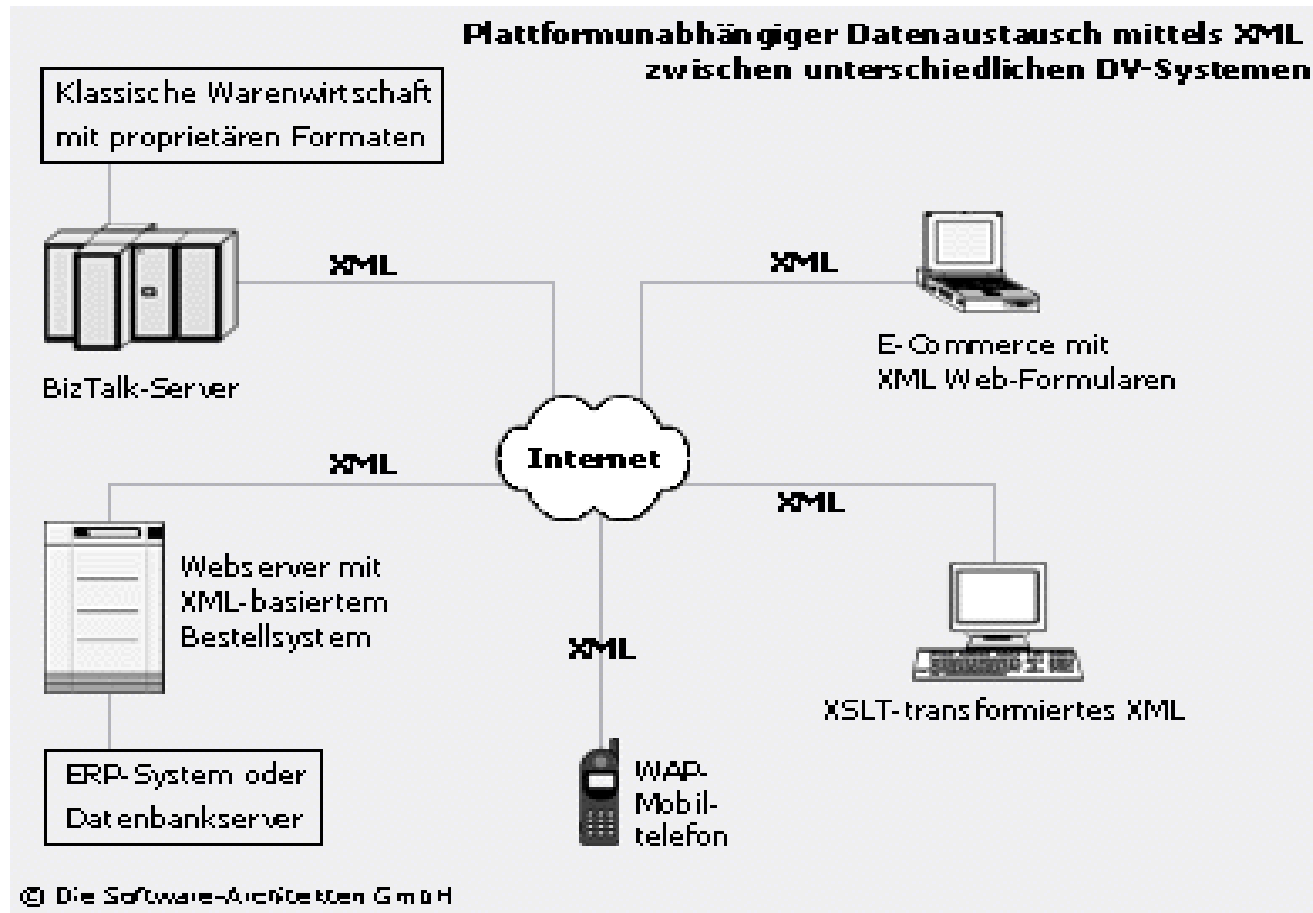 Plattformunabhängiger Datenaustausch mittels XML
zwischen unterschiedlichen DV-Systemen
Klassische Warenwirtschaft
mit proprietären Formaten
XML
XML
BizTalk-Server
E-Commerce mit
XML Web-Formularen
Internet
XML
XML
Webserver mit
XML-basiertem
Bestellsystem
XML
XSLT-transformiertes XML
ERP-System oder
Datenbankserver
WAP-
Mobil-
telefon
© Die Software-Architekten GmbH